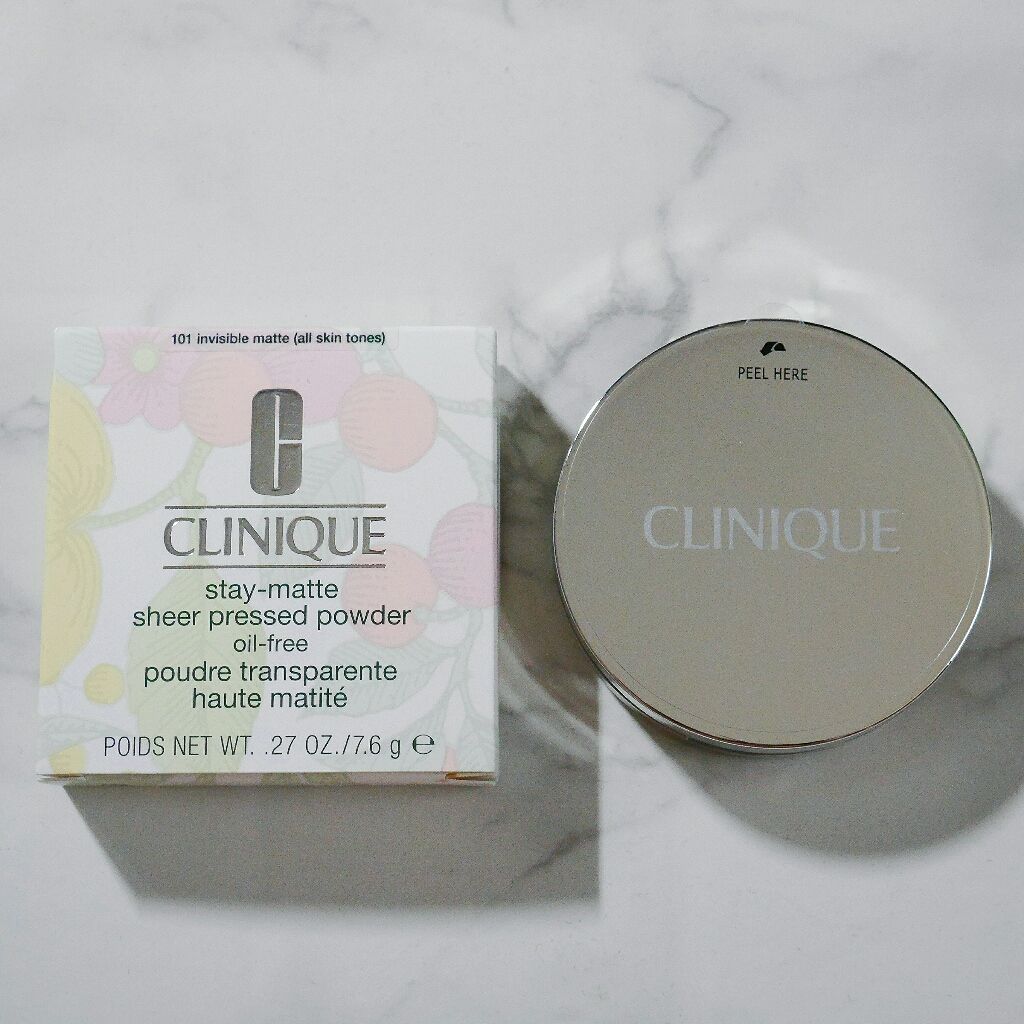 101 invisible matte (all skin tones)
CLINIQUE
stay-matte
sheer pressed powder
oil-free
poudre transparente
haute matité
POIDS NET WT. .27 OZ./7.6 g ℮
PEEL HERE
CLINIQUE